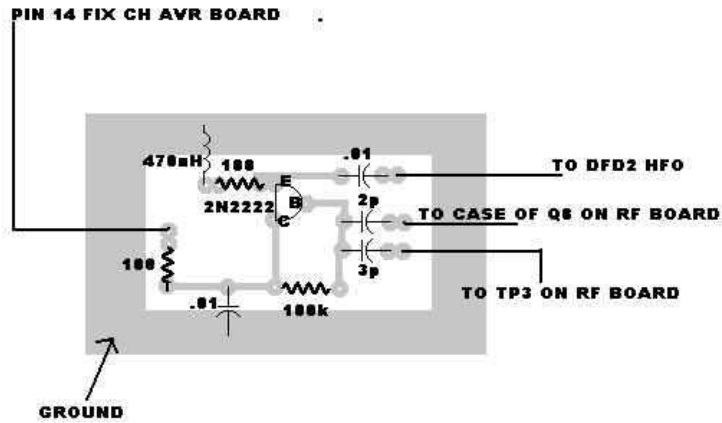 PIN 14 FIX CH AVR BOARD
.01
470nH
100
TO DFD2 HFO
E
2N2222
B
2p
TO CASE OF Q6 ON RF BOARD
C
100
3p
TO TP3 ON RF BOARD
.01
100k
GROUND